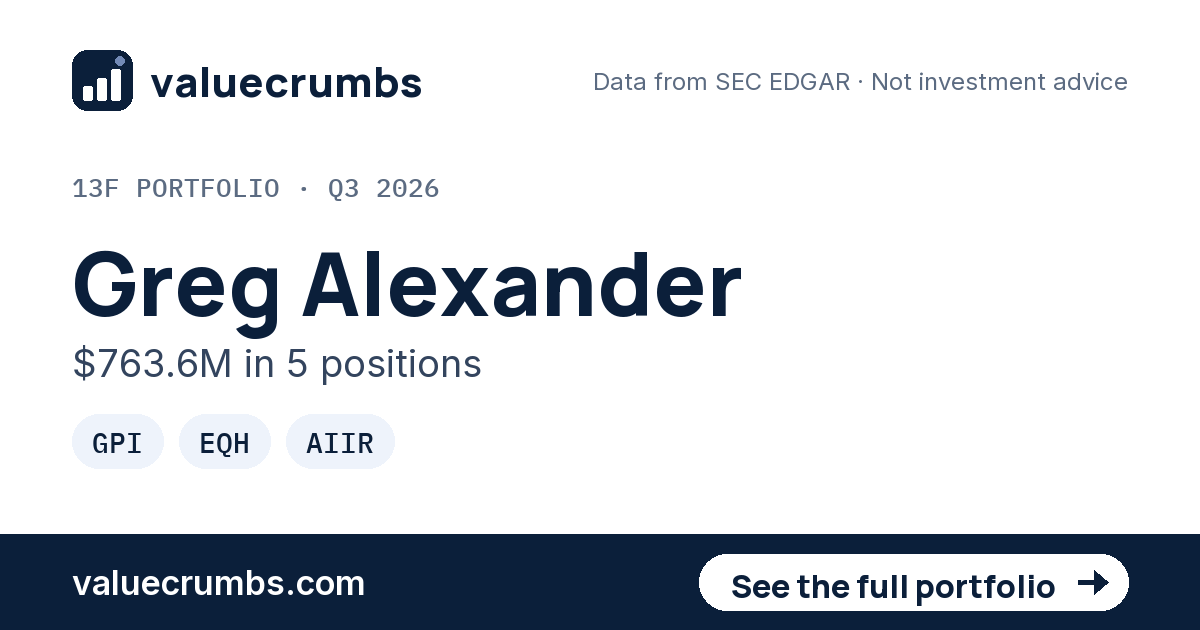 valuecrumbs
Data from SEC EDGAR · Not investment advice
13F PORTFOLIO · Q3 2026
Greg Alexander
$763.6M in 5 positions
GPI EQH AIIR
valuecrumbs.com
See the full portfolio →